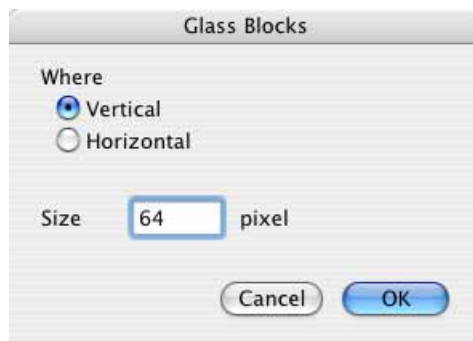 Glass Blocks
Where
Vertical
Horizontal
Size 64 pixel
Cancel OK